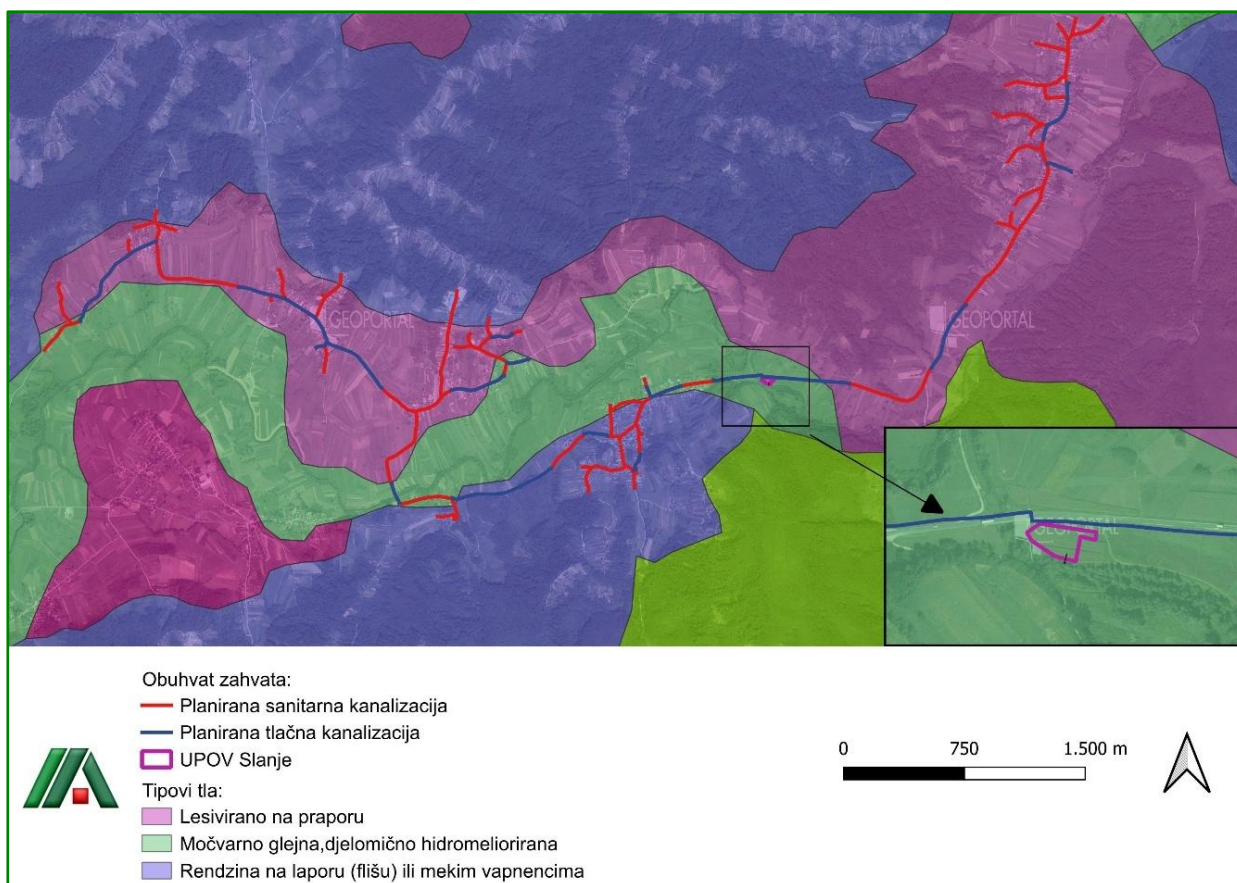 GEOPORTAL
GEOPORTAL
GEOPORTAL
Obuhvat zahvata:
Planirana sanitarna kanalizacija
Planirana tlačna kanalizacija
UPOV Slanje
Tipovi tla:
Lesivirano na praporu
Močvarno glejna,djelomično hidromeliorirana
Rendzina na laporu (flišu) ili mekim vapnencima
0 750 1.500 m